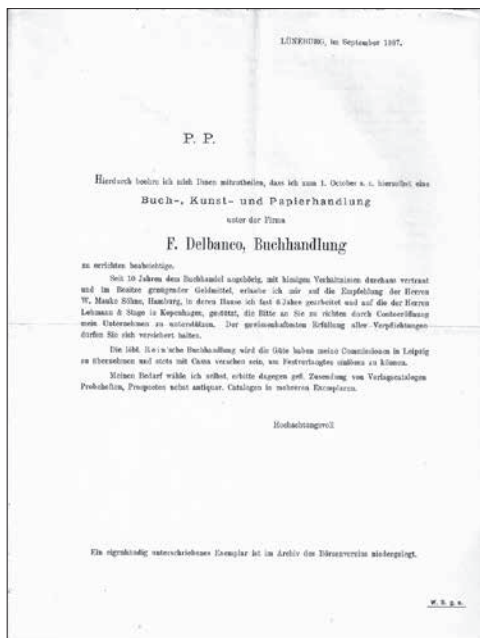 LÜNEBURG, im September 1907.
P. P.
Hierdurch beehre ich mich Ihnen mitzutheilen, dass ich zum 1. October a. c. hierselbst eine
Buch-, Kunst- und Papierhandlung
unter der Firma
F. Delbanco, Buchhandlung
zu errichten beabsichtige.
Seit 10 Jahren dem Buchhandel angehörig, mit hiesigen Verhältnissen durchaus vertraut
und im Besitze genügender Geldmittel, erlaube ich mir auf die Empfehlung der Herren
W. Mauke Söhne, Hamburg, in deren Hause ich fast 6 Jahre gearbeitet und auf die der Herren
Lehmann & Stage in Kopenhagen, gestützt, die Bitte an Sie zu richten durch Contoeröffnung
mein Unternehmen zu unterstützen. Der gewissenhaftesten Erfüllung aller Verpflichtungen
dürfen Sie sich versichert halten.
Die löbl. Rein'sche Buchhandlung wird die Güte haben meine Commission in Leipzig
zu übernehmen und stets mit Cassa versehen sein, um Festverlangtes einlösen zu können.
Meinen Bedarf wähle ich selbst, erbitte dagegen gefl. Zusendung von Verlagscatalogen
Probeheften, Prospecten nebst antiquar. Catalogen in mehreren Exemplaren.
Hochachtungsvoll
Ein eigenhändig unterschriebenes Exemplar ist im Archiv des Börsenvereins niedergelegt.